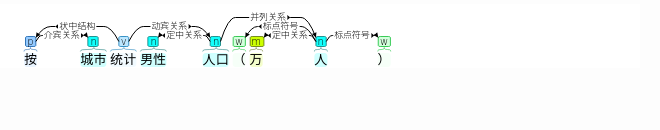 并列关系
状中结构 动宾关系 标点符号
介宾关系 定中关系 定中关系 标点符号
p n v n n w m n w
按 城市 统计 男性 人口 （ 万 人 ）